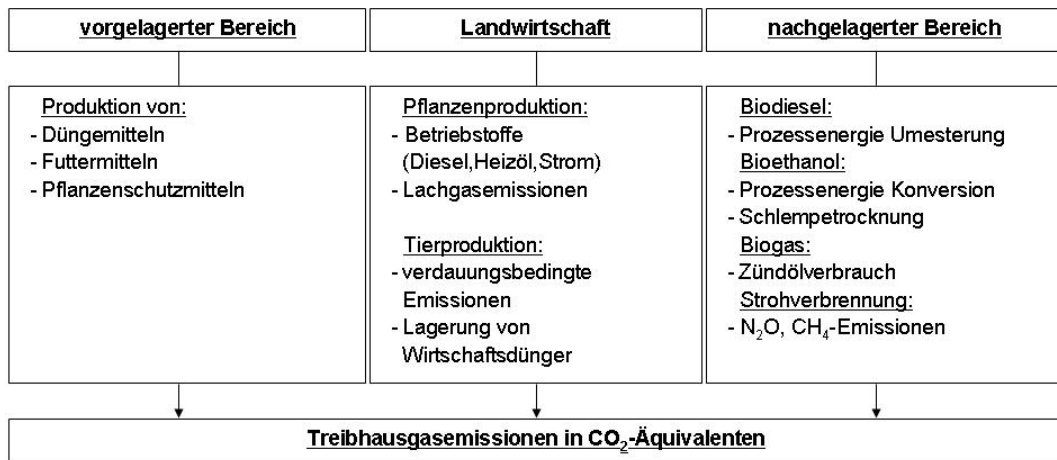 vorgelagerter Bereich
Landwirtschaft
nachgelagerter Bereich
Produktion von:
- Düngemitteln
- Futtermitteln
- Pflanzenschutzmitteln
Pflanzenproduktion:
- Betriebstoffe
(Diesel,Heizöl,Strom)
- Lachgasemissionen
Tierproduktion:
- verdauungsbedingte
Emissionen
- Lagerung von
Wirtschaftsdünger
Biodiesel:
- Prozessenergie Umesterung
Bioethanol:
- Prozessenergie Konversion
- Schlempetrocknung
Biogas:
- Zündölverbrauch
Strohverbrennung:
- N₂O, CH₄-Emissionen
Treibhausgasemissionen in CO₂-Äquivalenten